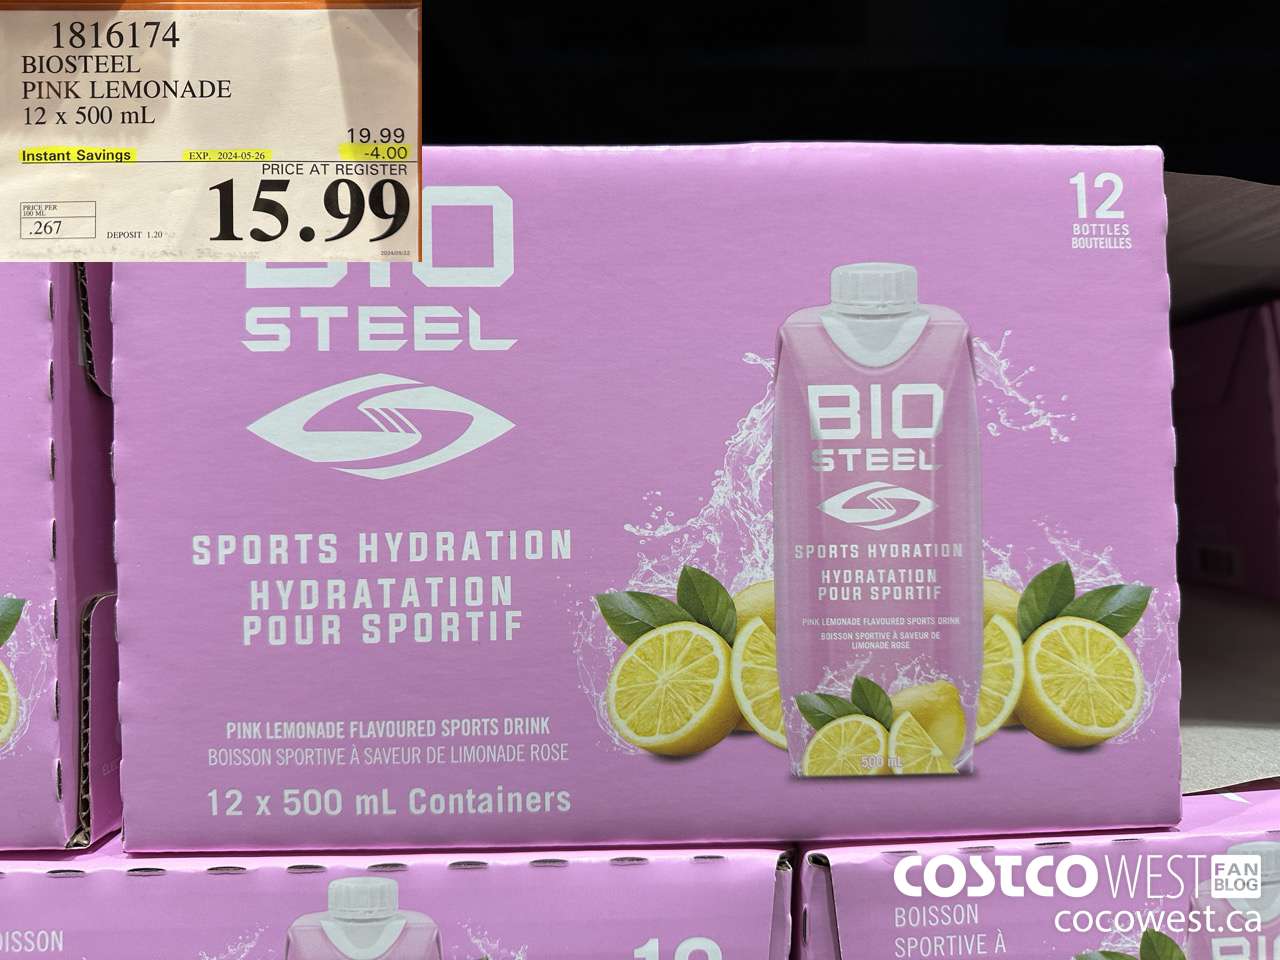 1816174
BIOSTEEL
PINK LEMONADE
12 x 500 mL
19.99
Instant Savings EXP. 2024-05-26 -4.00
PRICE AT REGISTER
15.99
PRICE PER
100 ML
.267
DEPOSIT 1.20
BIO
STEEL
SPORTS HYDRATION
HYDRATATION
POUR SPORTIF
PINK LEMONADE FLAVOURED SPORTS DRINK
BOISSON SPORTIVE À SAVEUR DE LIMONADE ROSE
12 x 500 mL Containers
12
BOTTLES
BOUTEILLES
BIO
STEEL
SPORTS HYDRATION
HYDRATATION
POUR SPORTIF
PINK LEMONADE FLAVOURED SPORTS DRINK
BOISSON SPORTIVE À SAVEUR DE
LIMONADE ROSE
500 mL
12
BOISSON
SPORTIVE À
BIO
COSTCO WEST FAN BLOG
cocowest.ca